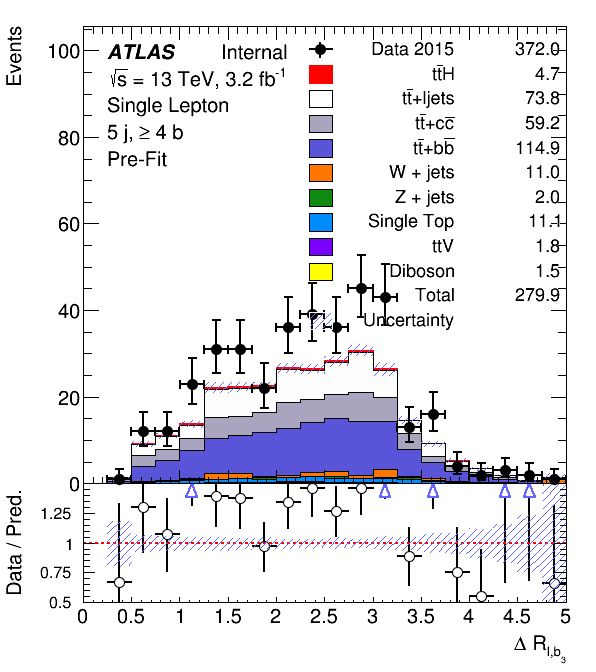 Events
100
80
60
40
20
0
ATLAS Internal
√s = 13 TeV, 3.2 fb-1
Single Lepton
5 j, ≥ 4 b
Pre-Fit
Data 2015 372.0
tt̄H 4.7
tt̄+ljets 73.8
tt̄+cc̄ 59.2
tt̄+bb̄ 114.9
W + jets 11.0
Z + jets 2.0
Single Top 11.1
ttV 1.8
Diboson 1.5
Total 279.9
Uncertainty
Data / Pred.
1.25
1
0.75
0.5
0 0.5 1 1.5 2 2.5 3 3.5 4 4.5 5
Δ R l,b3